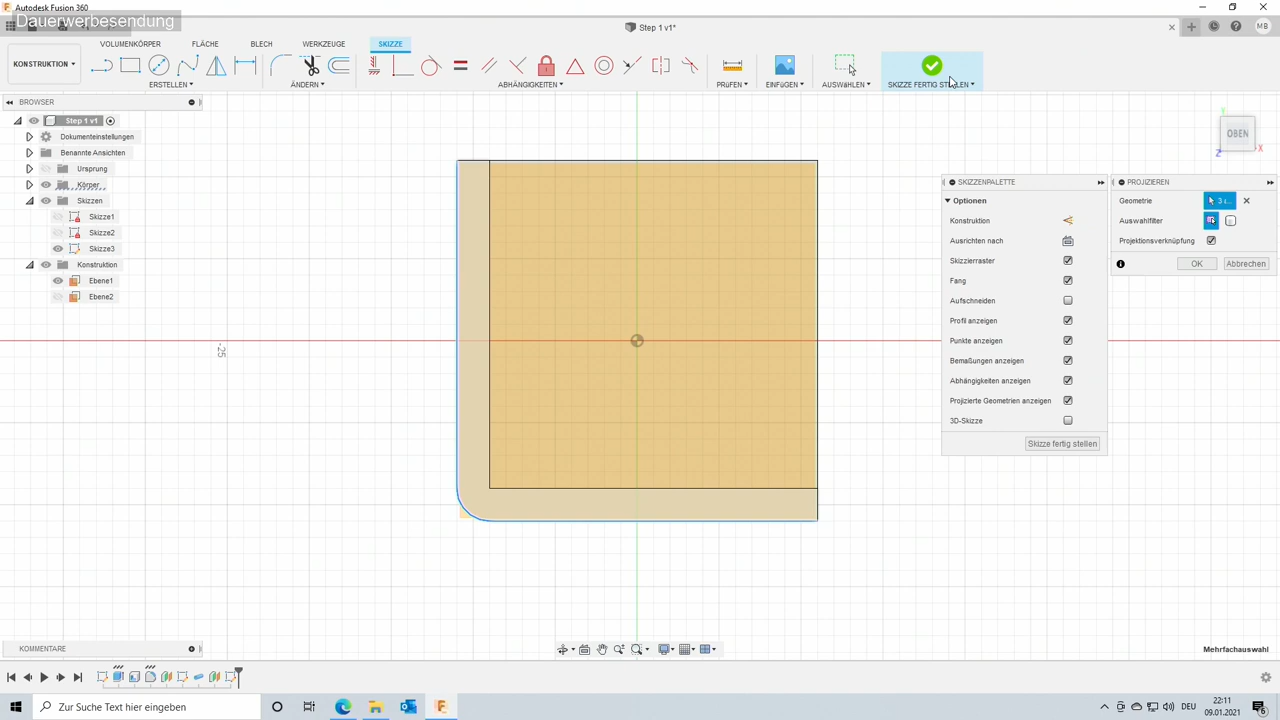 Autodesk Fusion 360
Dauerwerbesendung
Step 1 v1*
MB
VOLUMENKÖRPER
FLÄCHE
BLECH
WERKZEUGE
SKIZZE
KONSTRUKTION
ERSTELLEN
ÄNDERN
ABHÄNGIGKEITEN
PRÜFEN
EINFÜGEN
AUSWÄHLEN
SKIZZE FERTIG STELLEN
BROWSER
Step 1 v1
Dokumenteinstellungen
Benannte Ansichten
Ursprung
Körper
Skizzen
Skizze1
Skizze2
Skizze3
Konstruktion
Ebene1
Ebene2
-25
OBEN
Y
X
Z
SKIZZENPALETTE
Optionen
Konstruktion
Ausrichten nach
Skizzierraster
Fang
Aufschneiden
Profil anzeigen
Punkte anzeigen
Bemaßungen anzeigen
Abhängigkeiten anzeigen
Projizierte Geometrien anzeigen
3D-Skizze
Skizze fertig stellen
PROJIZIEREN
Geometrie
3 ...
Auswahlfilter
Projektionsverknüpfung
OK
Abbrechen
KOMMENTARE
Mehrfachauswahl
Zur Suche Text hier eingeben
DEU
22:11
09.01.2021